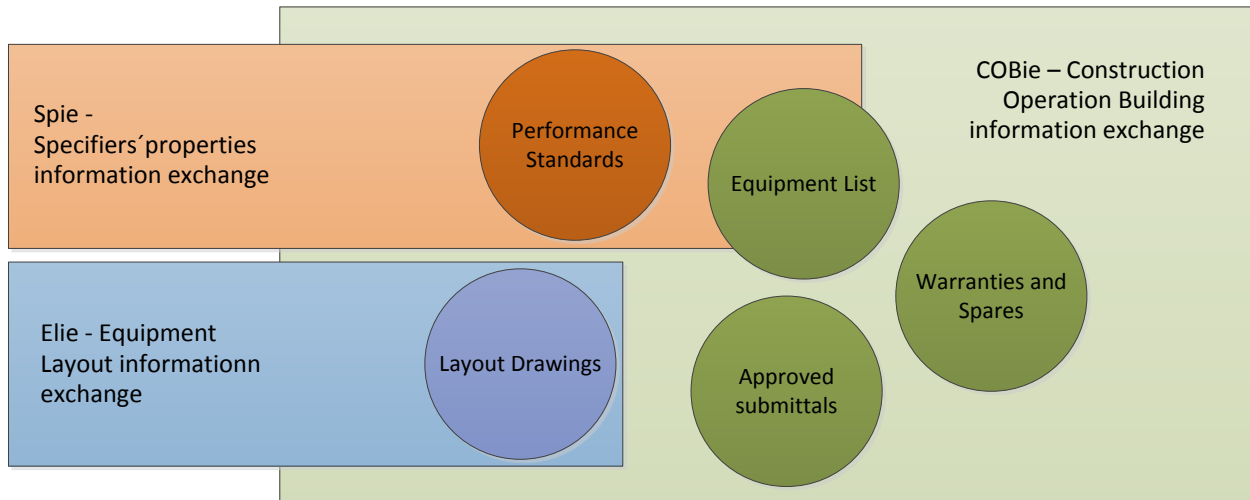 Spie -
Specifiers´properties
information exchange
Performance
Standards
Equipment List
COBie – Construction
Operation Building
information exchange
Warranties and
Spares
Elie - Equipment
Layout informationn
exchange
Layout Drawings
Approved
submittals